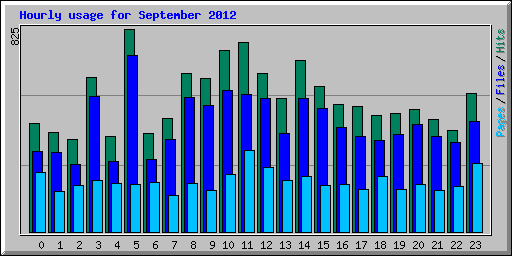 Hourly usage for September 2012
825
Pages / Files / Hits
0 1 2 3 4 5 6 7 8 9 10 11 12 13 14 15 16 17 18 19 20 21 22 23